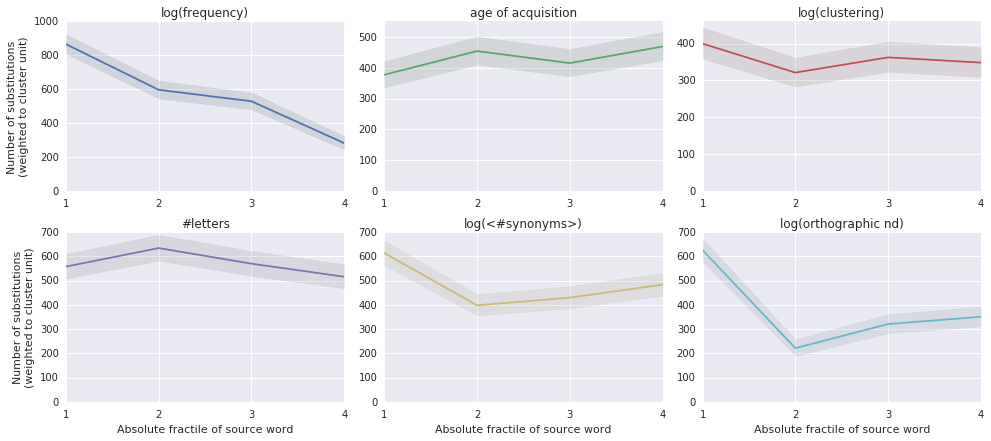 log(frequency)
age of acquisition
log(clustering)
Number of substitutions
(weighted to cluster unit)
1000
800
600
400
200
0
1 2 3 4
500
400
300
200
100
0
1 2 3 4
400
300
200
100
0
1 2 3 4
#letters
log(<#synonyms>)
log(orthographic nd)
Number of substitutions
(weighted to cluster unit)
700
600
500
400
300
200
100
0
1 2 3 4
Absolute fractile of source word
700
600
500
400
300
200
100
0
1 2 3 4
Absolute fractile of source word
700
600
500
400
300
200
100
0
1 2 3 4
Absolute fractile of source word